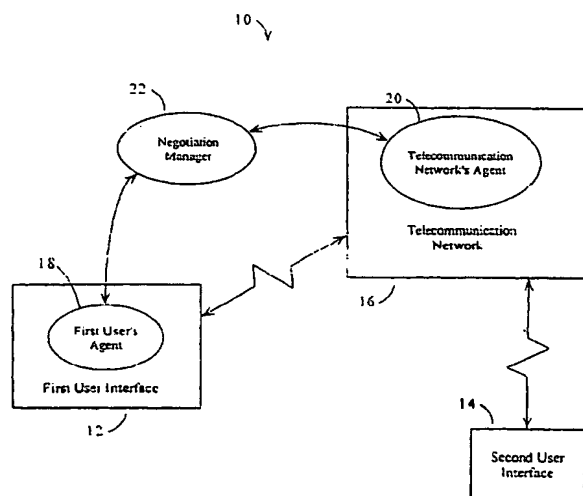 10
22
Negotiation
Manager
20
Telecommunication
Network's Agent
Telecommunication
Network
16
18
First User's
Agent
First User Interface
12
14
Second User
Interface